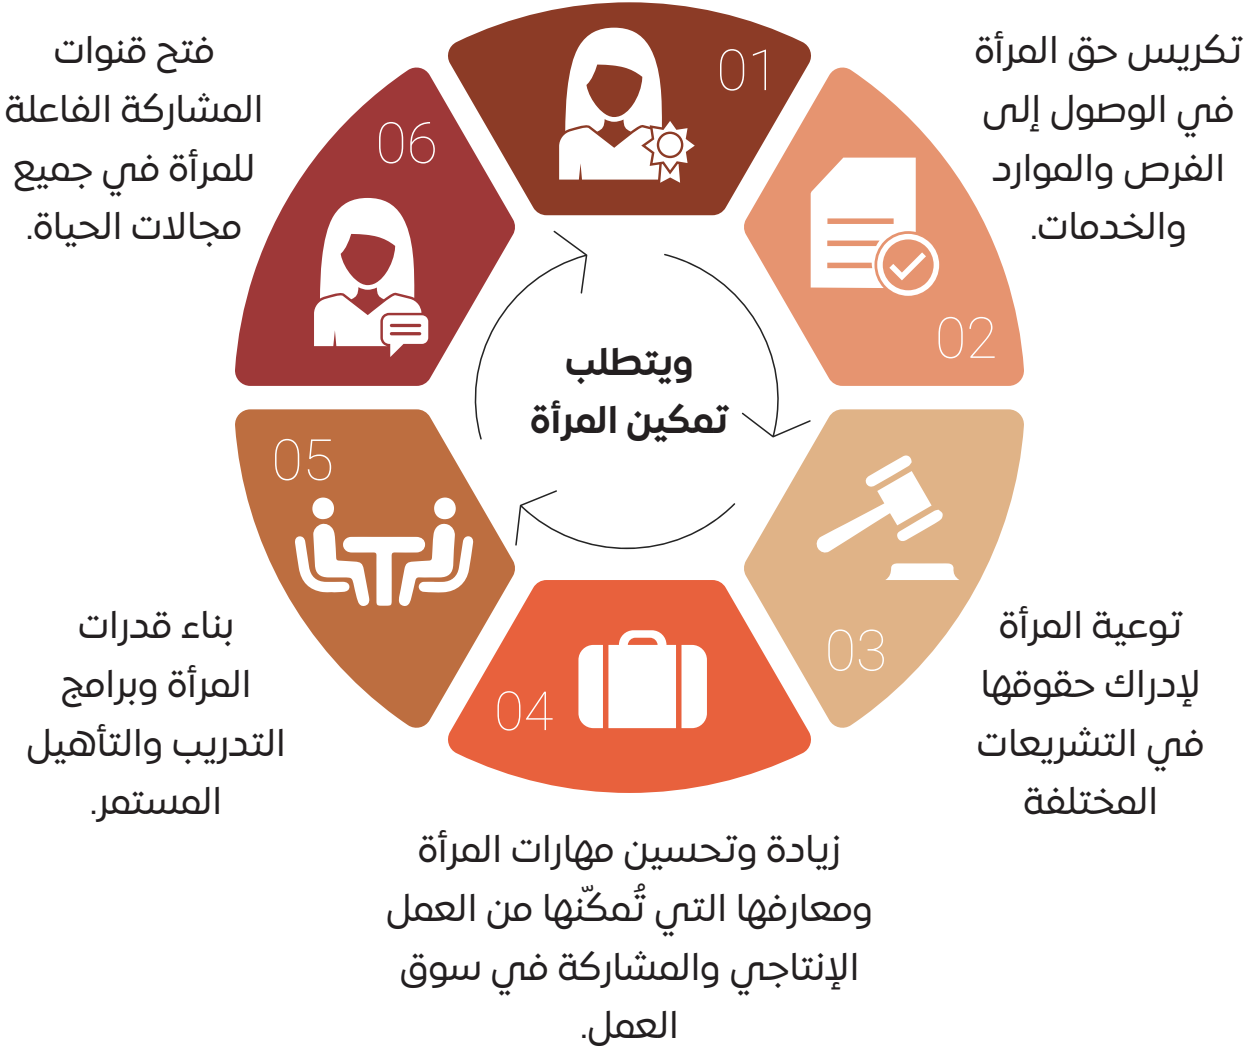 01
02
تكريس حق المرأة
في الوصول إلى
الفرص والموارد
والخدمات.
03
توعية المرأة
لإدراك حقوقها
في التشريعات
المختلفة
04
زيادة وتحسين مهارات المرأة
ومعارفها التي تُمكّنها من العمل
الإنتاجي والمشاركة في سوق
العمل.
05
بناء قدرات
المرأة وبرامج
التدريب والتأهيل
المستمر.
06
فتح قنوات
المشاركة الفاعلة
للمرأة في جميع
مجالات الحياة.
ويتطلب
تمكين المرأة